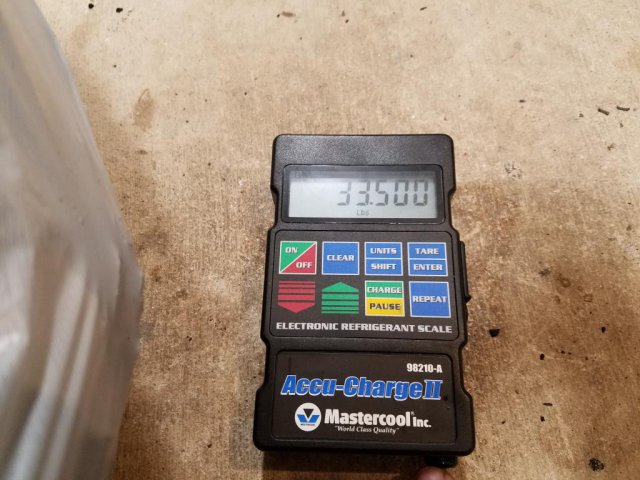 33.500
Lbs
ON
OFF
CLEAR
UNITS
SHIFT
TARE
ENTER
CHARGE
PAUSE
REPEAT
ELECTRONIC REFRIGERANT SCALE
98210-A
Accu-Charge II
Mastercool inc.
"World Class Quality"